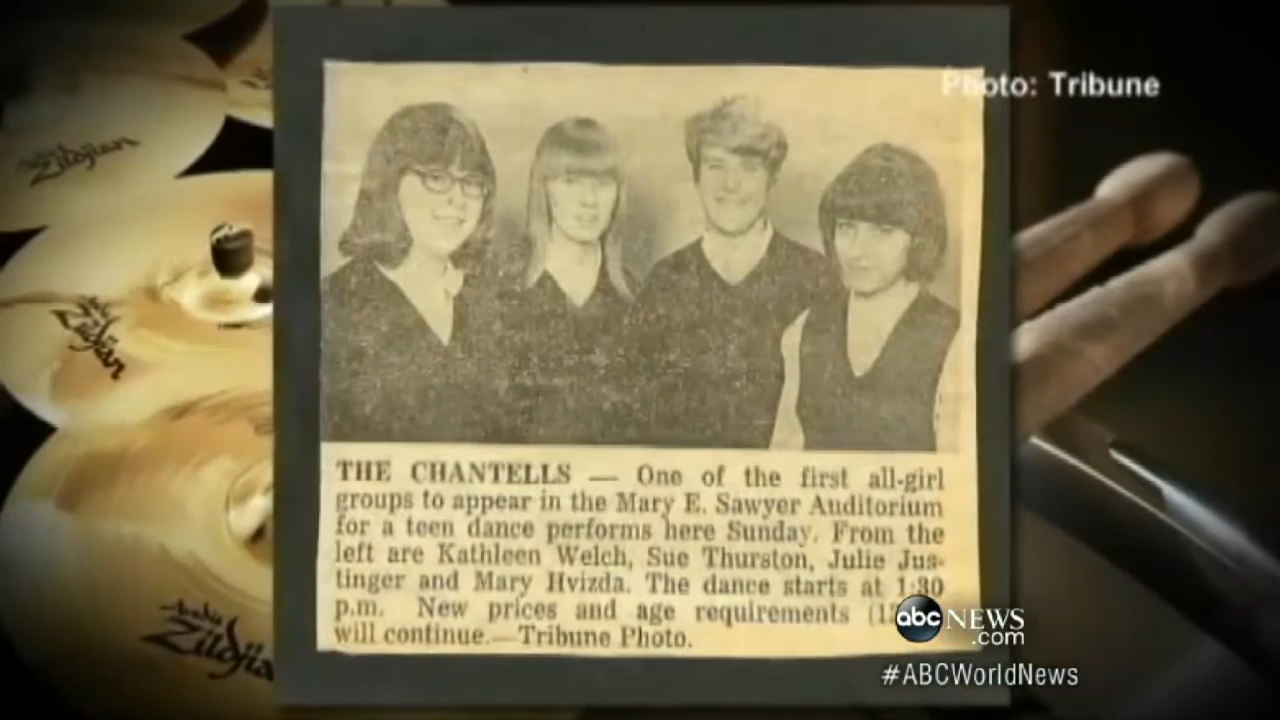 Photo: Tribune
Zildjian
Zildjian
Zildjian
THE CHANTELLS — One of the first all-girl
groups to appear in the Mary E. Sawyer Auditorium
for a teen dance performs here Sunday. From the
left are Kathleen Welch, Sue Thurston, Julie Jus-
tinger and Mary Hvizda. The dance starts at 1:30
p.m. New prices and age requirements
will continue.—Tribune Photo.
abc NEWS
.com
#ABCWorldNews